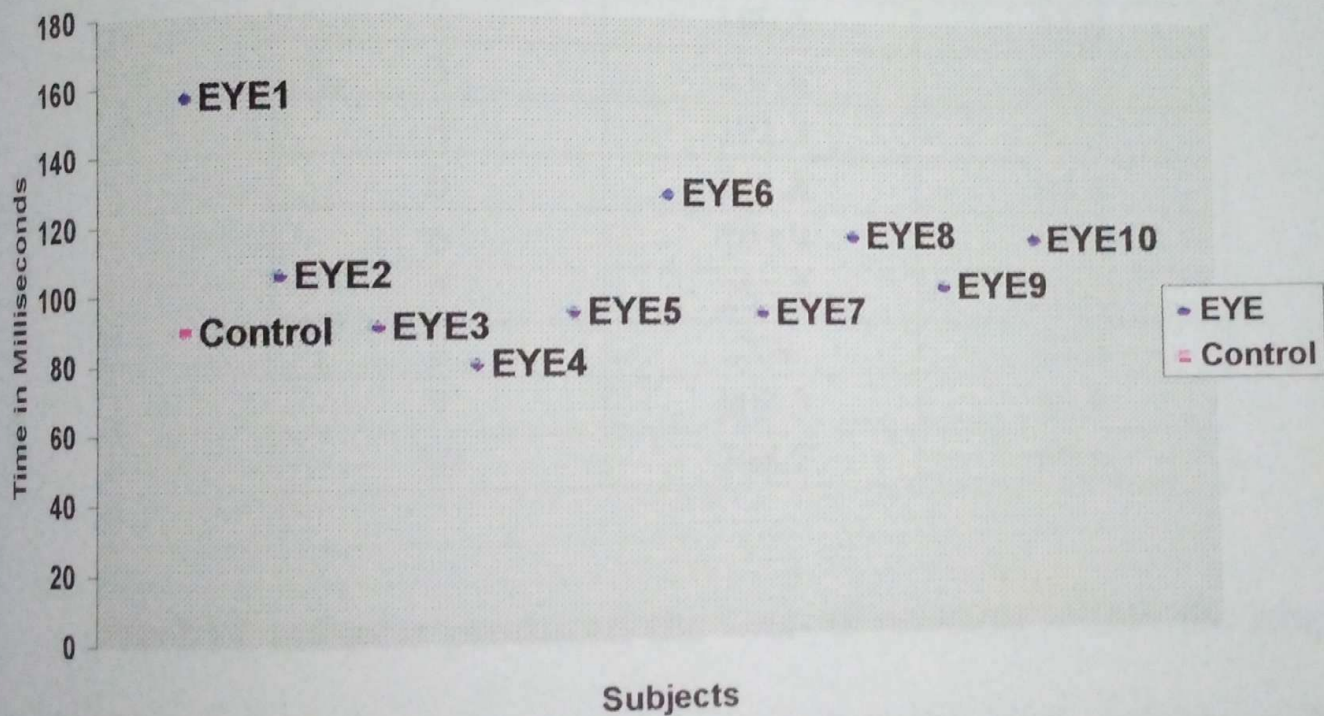 180
160
140
120
100
80
60
40
20
0
Time in Milliseconds
EYE1
EYE2
Control
EYE3
EYE4
EYE5
EYE6
EYE7
EYE8
EYE9
EYE10
EYE
Control
Subjects